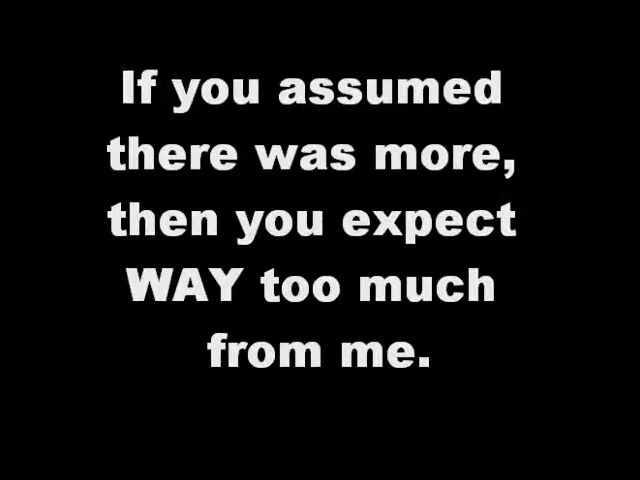 If you assumed
there was more,
then you expect
WAY too much
from me.